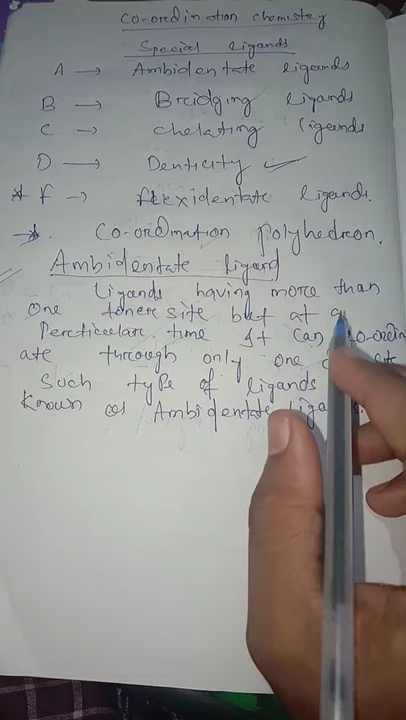 Co-ordination chemistry
Special ligands
A → Ambidentate ligands
B → Bridging ligands
C → chelating ligands
D → Denticity
* F → flexidentate ligands.
→ Co-ordination polyhedron.
Ambidentate ligand
Ligands having more than
one doner site but at a
Perticular time It can co-ordin
ate through only one
Such type of ligands
known as Ambidentate liga